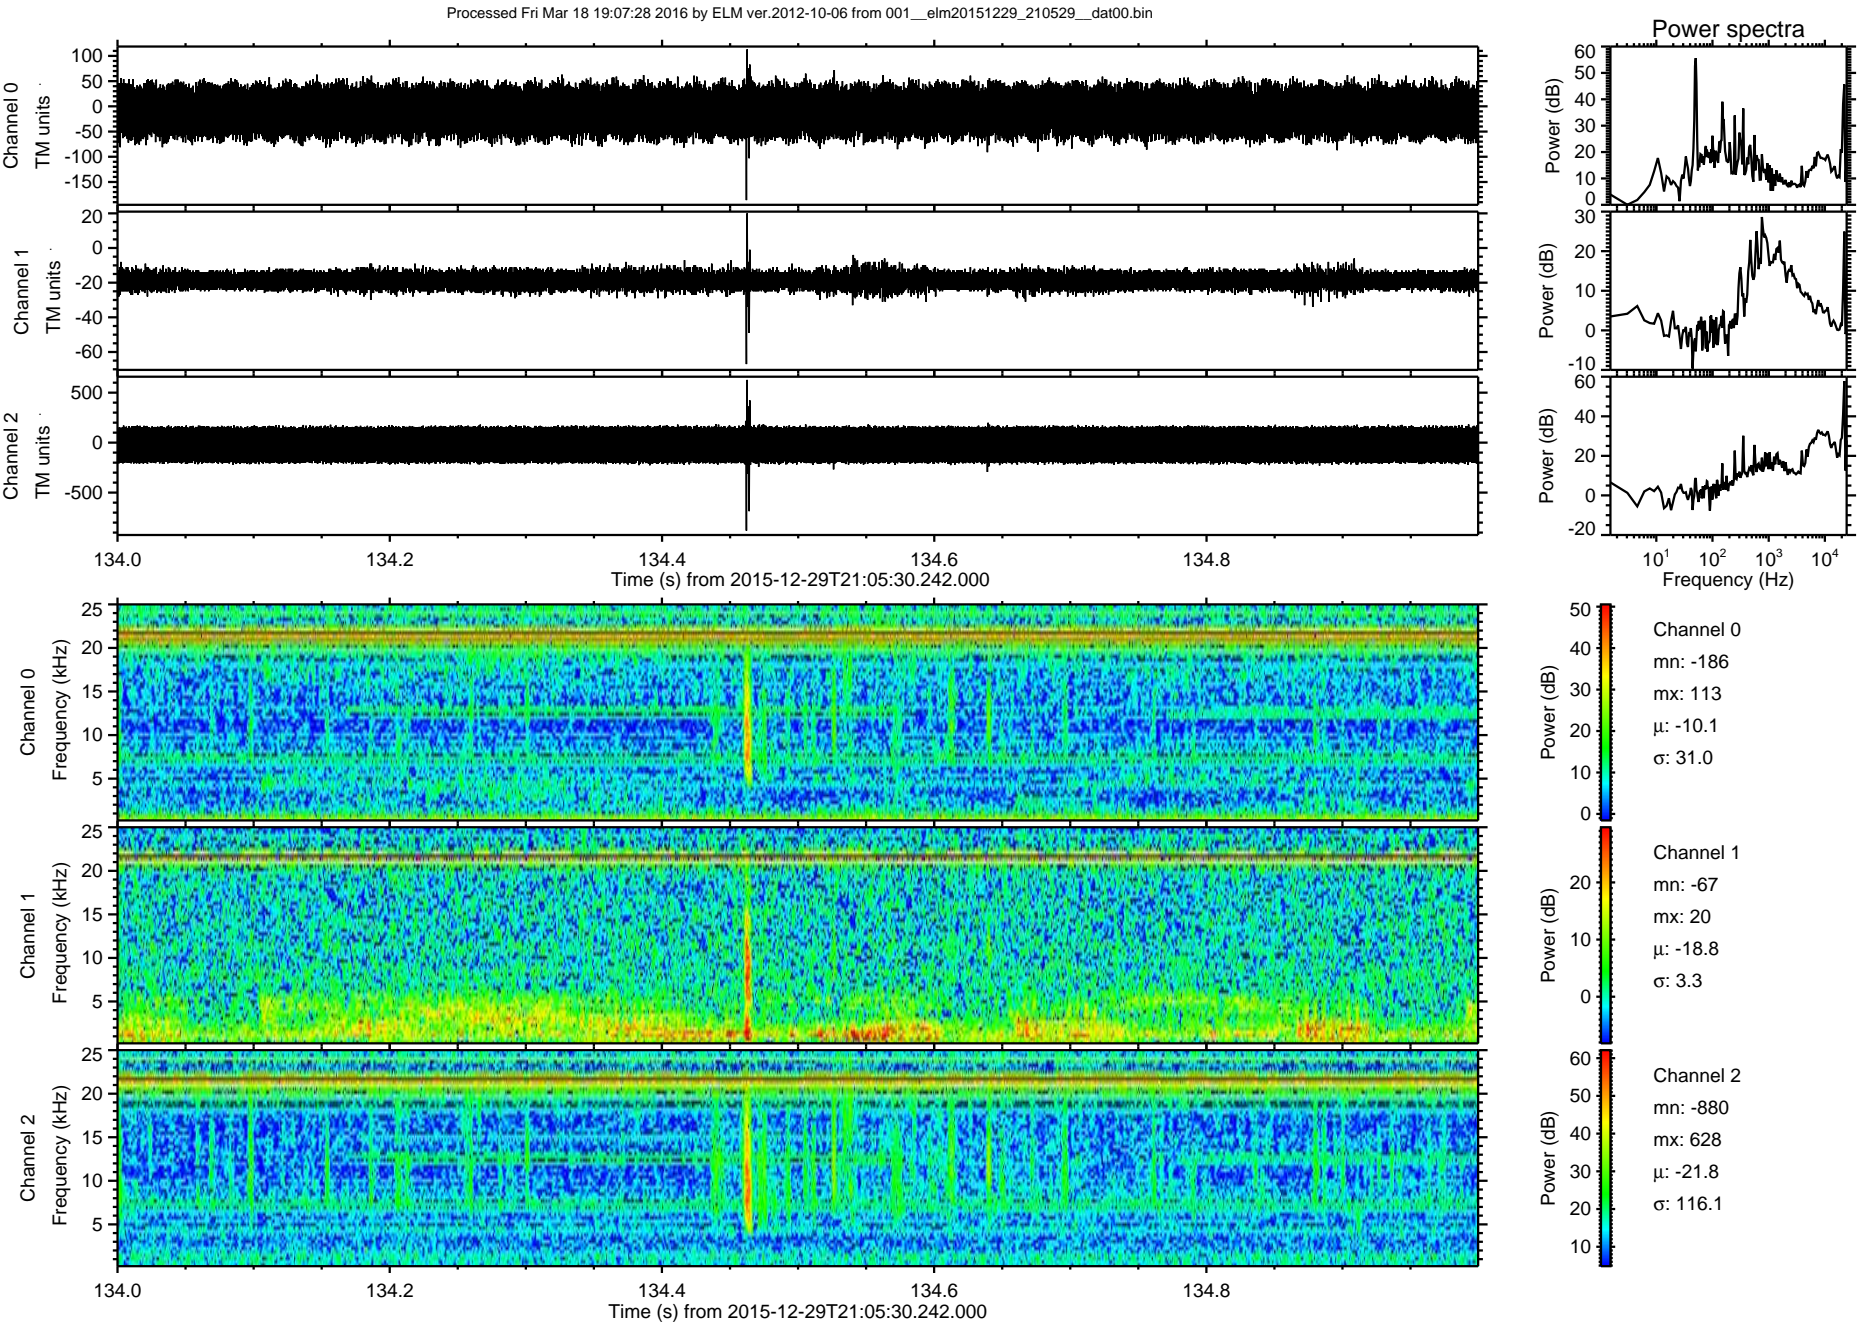 Processed Fri Mar 18 19:07:28 2016 by ELM ver.2012-10-06 from 001__elm20151229_210529__dat00.bin
Power spectra
Channel 0
TM units
100
50
0
-50
-100
-150
Power (dB)
60
50
40
30
20
10
0
Channel 1
TM units
20
0
-20
-40
-60
Power (dB)
30
20
10
0
-10
Channel 2
TM units
500
0
-500
Power (dB)
60
40
20
0
-20
134.0 134.2 134.4 134.6 134.8
Time (s) from 2015-12-29T21:05:30.242.000
10^1 10^2 10^3 10^4
Frequency (Hz)
Channel 0
Frequency (kHz)
25
20
15
10
5
Power (dB)
50
40
30
20
10
0
Channel 0
mn: -186
mx: 113
µ: -10.1
σ: 31.0
Channel 1
Frequency (kHz)
25
20
15
10
5
Power (dB)
20
10
0
Channel 1
mn: -67
mx: 20
µ: -18.8
σ: 3.3
Channel 2
Frequency (kHz)
25
20
15
10
5
Power (dB)
60
50
40
30
20
10
Channel 2
mn: -880
mx: 628
µ: -21.8
σ: 116.1
134.0 134.2 134.4 134.6 134.8
Time (s) from 2015-12-29T21:05:30.242.000